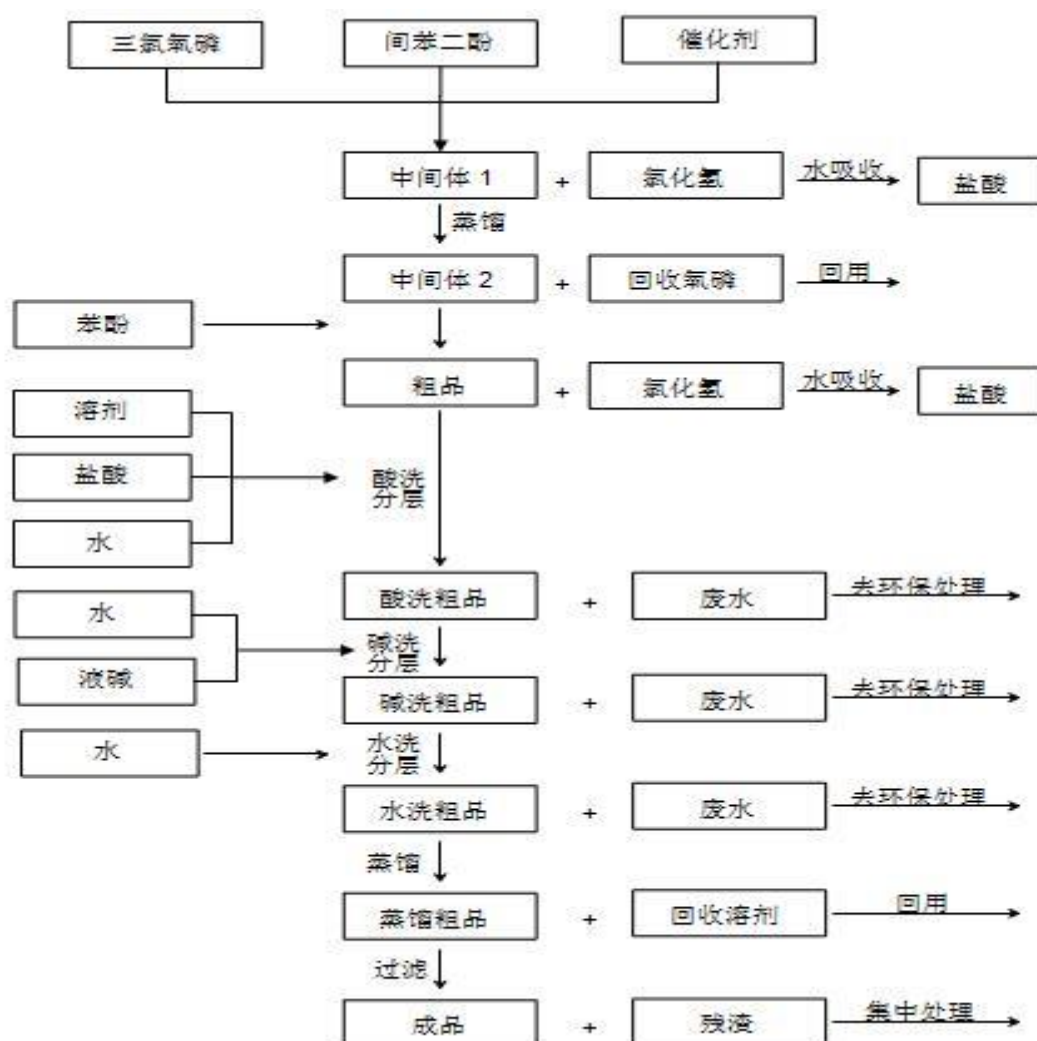 三氯氧磷
间苯二酚
催化剂
中间体 1
+
氯化氢
水吸收
盐酸
蒸馏
中间体 2
+
回收氧磷
回用
苯酚
粗品
+
氯化氢
水吸收
盐酸
溶剂
盐酸
水
酸洗
分层
酸洗粗品
+
废水
去环保处理
水
液碱
碱洗
分层
碱洗粗品
+
废水
去环保处理
水
水洗
分层
水洗粗品
+
废水
去环保处理
蒸馏
蒸馏粗品
+
回收溶剂
回用
过滤
成品
+
残渣
集中处理